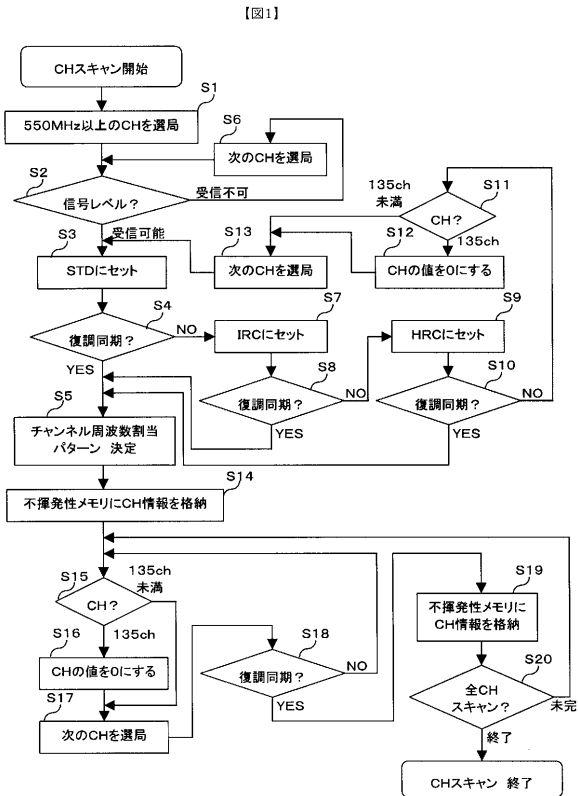 【図1】
CHスキャン開始
S1
550MHz以上のCHを選局
S6
次のCHを選局
S2
信号レベル？
受信不可
受信可能
S11
135ch
未満
CH？
135ch
S12
CHの値を0にする
S13
次のCHを選局
S3
STDにセット
S4
復調同期？
NO
YES
S7
IRCにセット
S8
復調同期？
NO
YES
S9
HRCにセット
S10
復調同期？
NO
YES
S5
チャンネル周波数割当
パターン 決定
S14
不揮発性メモリにCH情報を格納
S15
135ch
未満
CH？
135ch
S16
CHの値を0にする
S17
次のCHを選局
S18
復調同期？
NO
YES
S19
不揮発性メモリに
CH情報を格納
S20
全CH
スキャン？
未完
終了
CHスキャン 終了